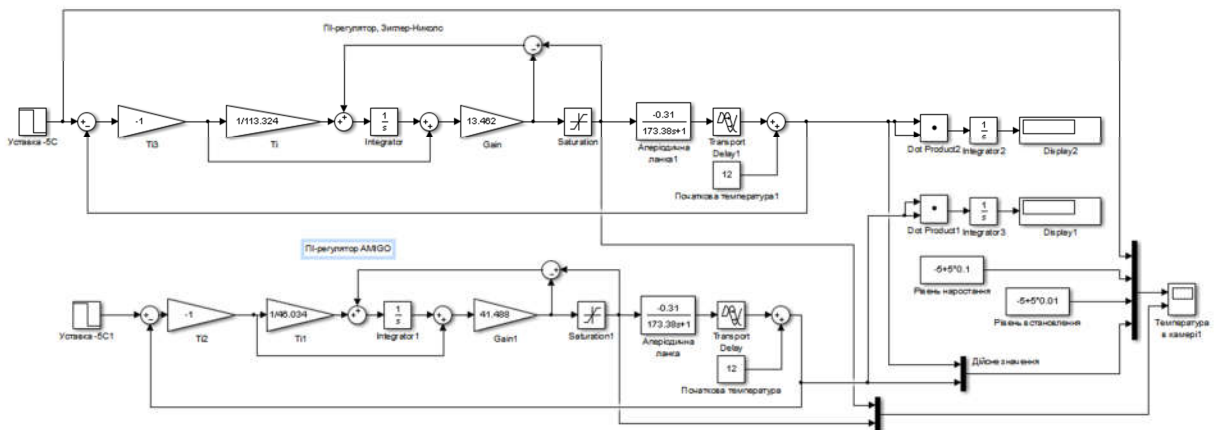 ПІ-регулятор, Зиглер-Николс
Уставка -5С
-1
Ti3
1/113.324
Ti
1
s
Integrator
13.462
Gain
Saturation
-0.31
173.38s+1
Аперіодична
ланка1
Transport
Delay1
12
Початкова температура1
Dot Product2
1
s
Integrator2
Display2
Dot Product1
1
s
Integrator3
Display1
ПІ-регулятор AMIGO
-5+5*0.1
Рівень наростання
-5+5*0.01
Рівень встановлення
Температура
в камері1
Уставка -5С1
-1
Ti2
1/46.034
Ti1
1
s
Integrator1
41.488
Gain1
Saturation1
-0.31
173.38s+1
Аперіодична
ланка
Transport
Delay
12
Початкова температура
Дійсне значення